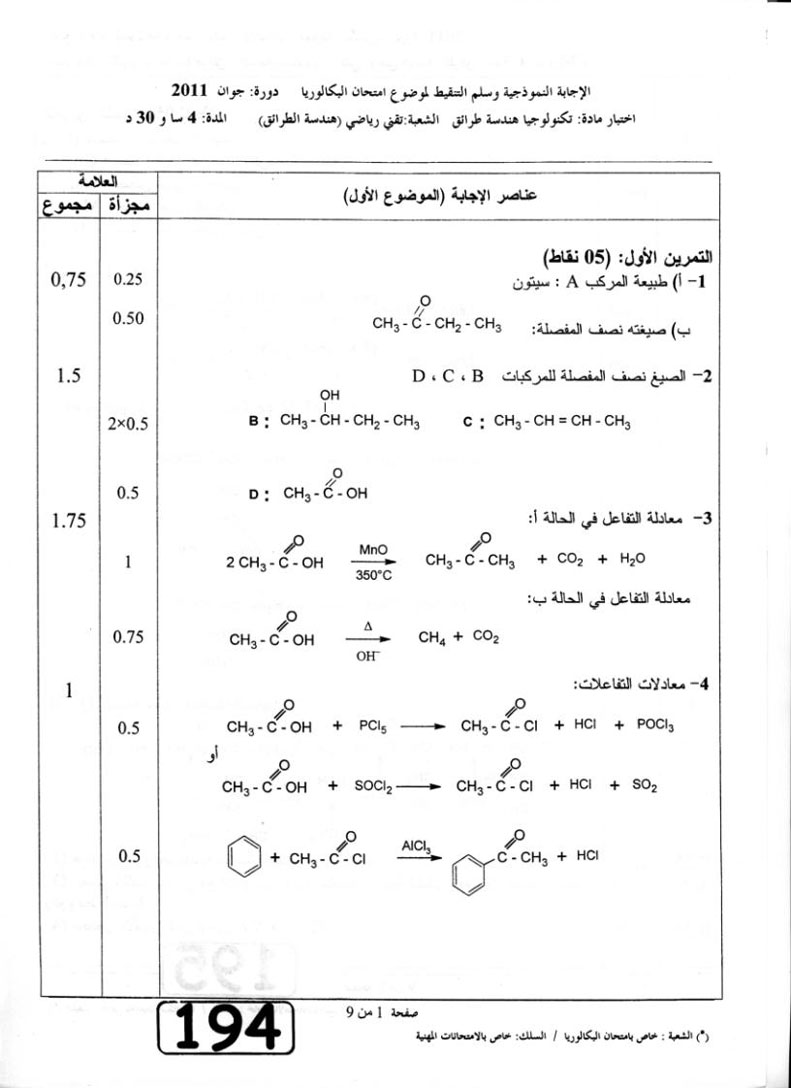 الإجابة النموذجية وسلم التنقيط لموضوع امتحان البكالوريا دورة: جوان 2011
اختبار مادة: تكنولوجيا هندسة طرائق الشعبة:تقني رياضي (هندسة الطرائق) المدة: 4 سا و 30 د
عناصر الإجابة (الموضوع الأول) العلامة
مجزأة مجموع
التمرين الأول: (05 نقاط)
1- أ) طبيعة المركب A : سيتون 0.25 0,75
ب) صيغته نصف المفصلة: CH3 - C(=O) - CH2 - CH3 0.50
2- الصيغ نصف المفصلة للمركبات D ، C ، B 1.5
OH
B : CH3 - CH - CH2 - CH3 C : CH3 - CH = CH - CH3 2×0.5
D : CH3 - C(=O) - OH 0.5
3- معادلة التفاعل في الحالة أ: 1.75
2 CH3 - C(=O) - OH MnO 350°C → CH3 - C(=O) - CH3 + CO2 + H2O 1
معادلة التفاعل في الحالة ب:
CH3 - C(=O) - OH Δ OH⁻ → CH4 + CO2 0.75
4- معادلات التفاعلات: 1
CH3 - C(=O) - OH + PCl5 → CH3 - C(=O) - Cl + HCl + POCl3 0.5
أو
CH3 - C(=O) - OH + SOCl2 → CH3 - C(=O) - Cl + HCl + SO2
+ CH3 - C(=O) - Cl AlCl3 → C(=O) - CH3 + HCl 0.5
صفحة 1 من 9
194
(*) الشعبة : خاص بامتحان البكالوريا / السلك: خاص بالامتحانات المهنية